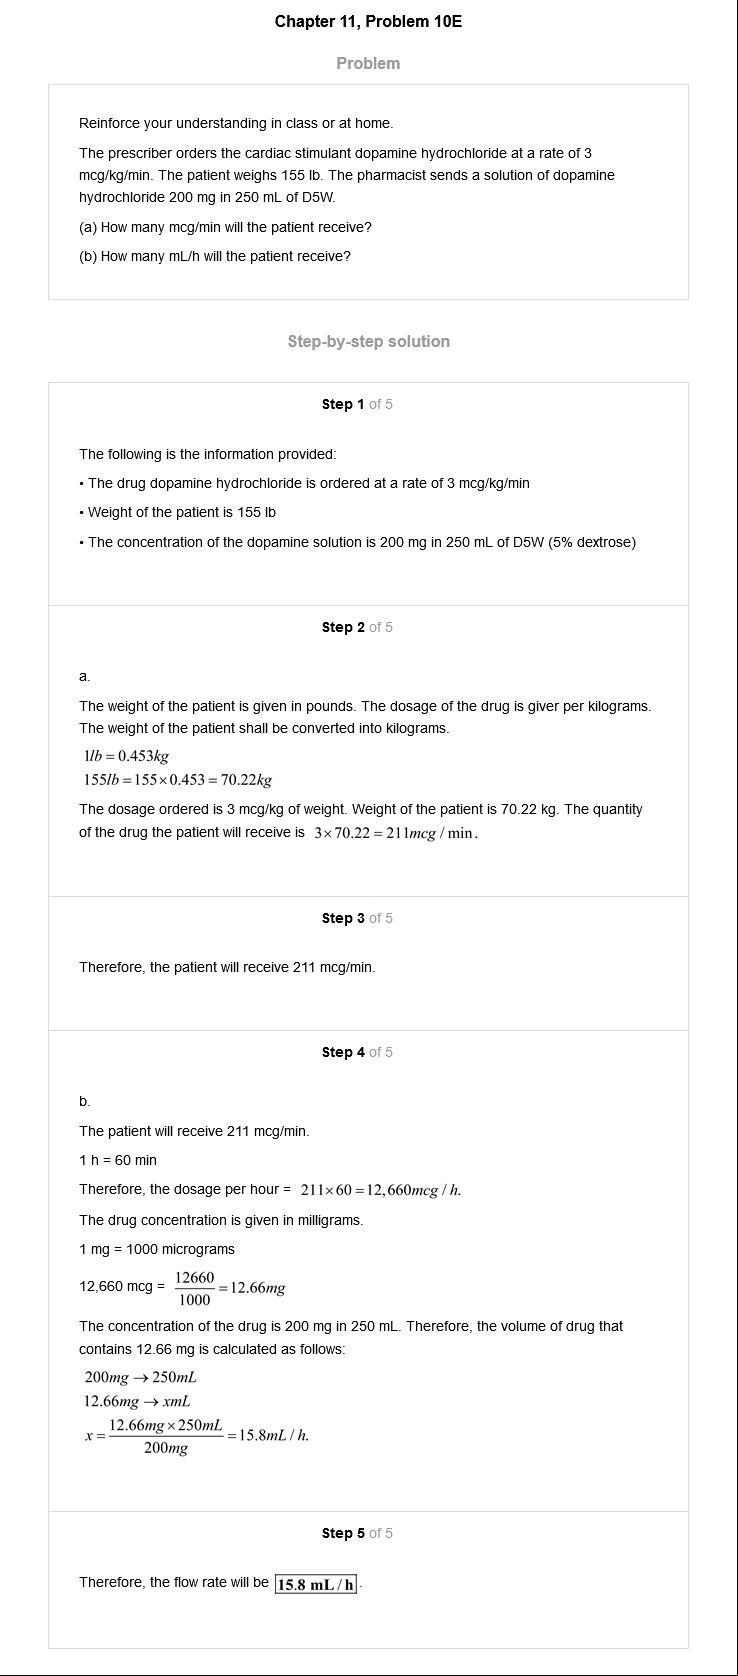 Chapter 11, Problem 10E
Problem
Reinforce your understanding in class or at home.
The prescriber orders the cardiac stimulant dopamine hydrochloride at a rate of 3
mcg/kg/min. The patient weighs 155 lb. The pharmacist sends a solution of dopamine
hydrochloride 200 mg in 250 mL of D5W.
(a) How many mcg/min will the patient receive?
(b) How many mL/h will the patient receive?
Step-by-step solution
Step 1 of 5
The following is the information provided:
• The drug dopamine hydrochloride is ordered at a rate of 3 mcg/kg/min
• Weight of the patient is 155 lb
• The concentration of the dopamine solution is 200 mg in 250 mL of D5W (5% dextrose)
Step 2 of 5
a.
The weight of the patient is given in pounds. The dosage of the drug is giver per kilograms.
The weight of the patient shall be converted into kilograms.
1lb = 0.453kg
155lb = 155 × 0.453 = 70.22kg
The dosage ordered is 3 mcg/kg of weight. Weight of the patient is 70.22 kg. The quantity
of the drug the patient will receive is 3 × 70.22 = 211mcg / min.
Step 3 of 5
Therefore, the patient will receive 211 mcg/min.
Step 4 of 5
b.
The patient will receive 211 mcg/min.
1 h = 60 min
Therefore, the dosage per hour = 211 × 60 = 12,660mcg / h.
The drug concentration is given in milligrams.
1 mg = 1000 micrograms
12,660 mcg = 12660/1000 = 12.66mg
The concentration of the drug is 200 mg in 250 mL. Therefore, the volume of drug that
contains 12.66 mg is calculated as follows:
200mg → 250mL
12.66mg → xmL
x = 12.66mg × 250mL/200mg = 15.8mL / h.
Step 5 of 5
Therefore, the flow rate will be 15.8 mL / h.